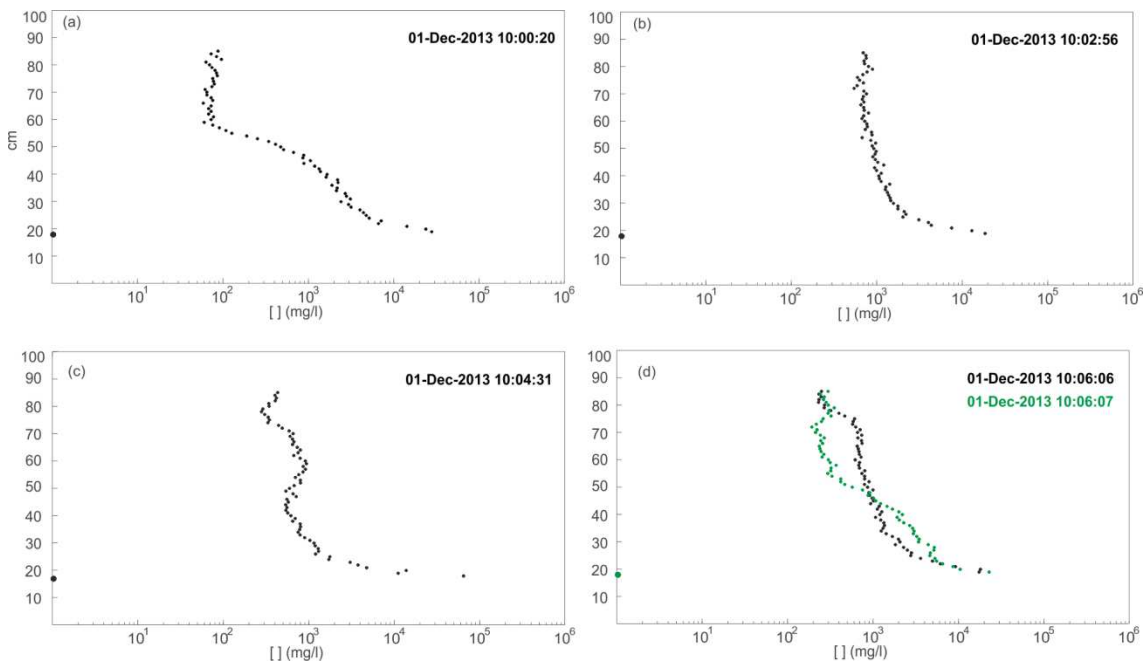 (a)
01-Dec-2013 10:00:20
100
90
80
70
60
50
40
30
20
10
cm
10¹ 10² 10³ 10⁴ 10⁵ 10⁶
[ ] (mg/l)
(b)
01-Dec-2013 10:02:56
100
90
80
70
60
50
40
30
20
10
10¹ 10² 10³ 10⁴ 10⁵ 10⁶
[ ] (mg/l)
(c)
01-Dec-2013 10:04:31
100
90
80
70
60
50
40
30
20
10
10¹ 10² 10³ 10⁴ 10⁵ 10⁶
[ ] (mg/l)
(d)
01-Dec-2013 10:06:06
01-Dec-2013 10:06:07
100
90
80
70
60
50
40
30
20
10
10¹ 10² 10³ 10⁴ 10⁵ 10⁶
[ ] (mg/l)